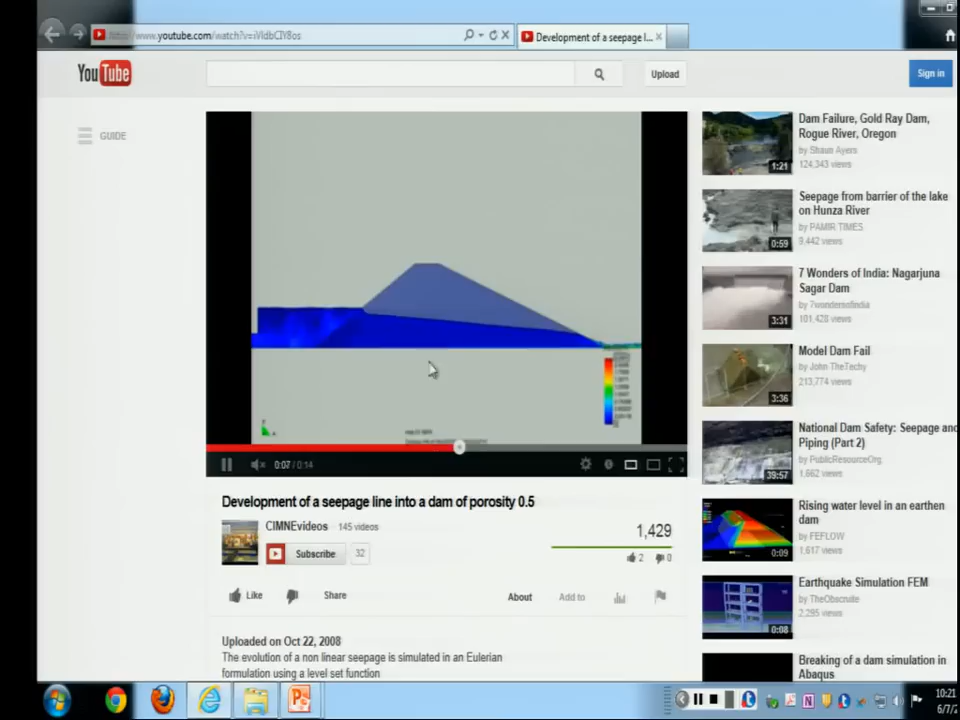 www.youtube.com/watch?v=iVldbCIY8os
Development of a seepage l...
YouTube
Upload
Sign in
GUIDE
0:07 / 0:14
Development of a seepage line into a dam of porosity 0.5
CIMNEvideos 145 videos
Subscribe 32
1,429
2 0
Like Share
About Add to
Uploaded on Oct 22, 2008
The evolution of a non linear seepage is simulated in an Eulerian
formulation using a level set function
Dam Failure, Gold Ray Dam,
Rogue River, Oregon
by Shaun Ayers
124,343 views
1:21
Seepage from barrier of the lake
on Hunza River
by PAMIR TIMES
9,442 views
0:59
7 Wonders of India: Nagarjuna
Sagar Dam
by 7wondersofindia
101,428 views
3:31
Model Dam Fail
by John TheTechy
213,774 views
3:36
National Dam Safety: Seepage and
Piping (Part 2)
by PublicResourceOrg
1,662 views
39:57
Rising water level in an earthen
dam
by FEFLOW
1,617 views
0:09
Earthquake Simulation FEM
by TheObscnate
2,295 views
0:08
Breaking of a dam simulation in
Abaqus
10:21